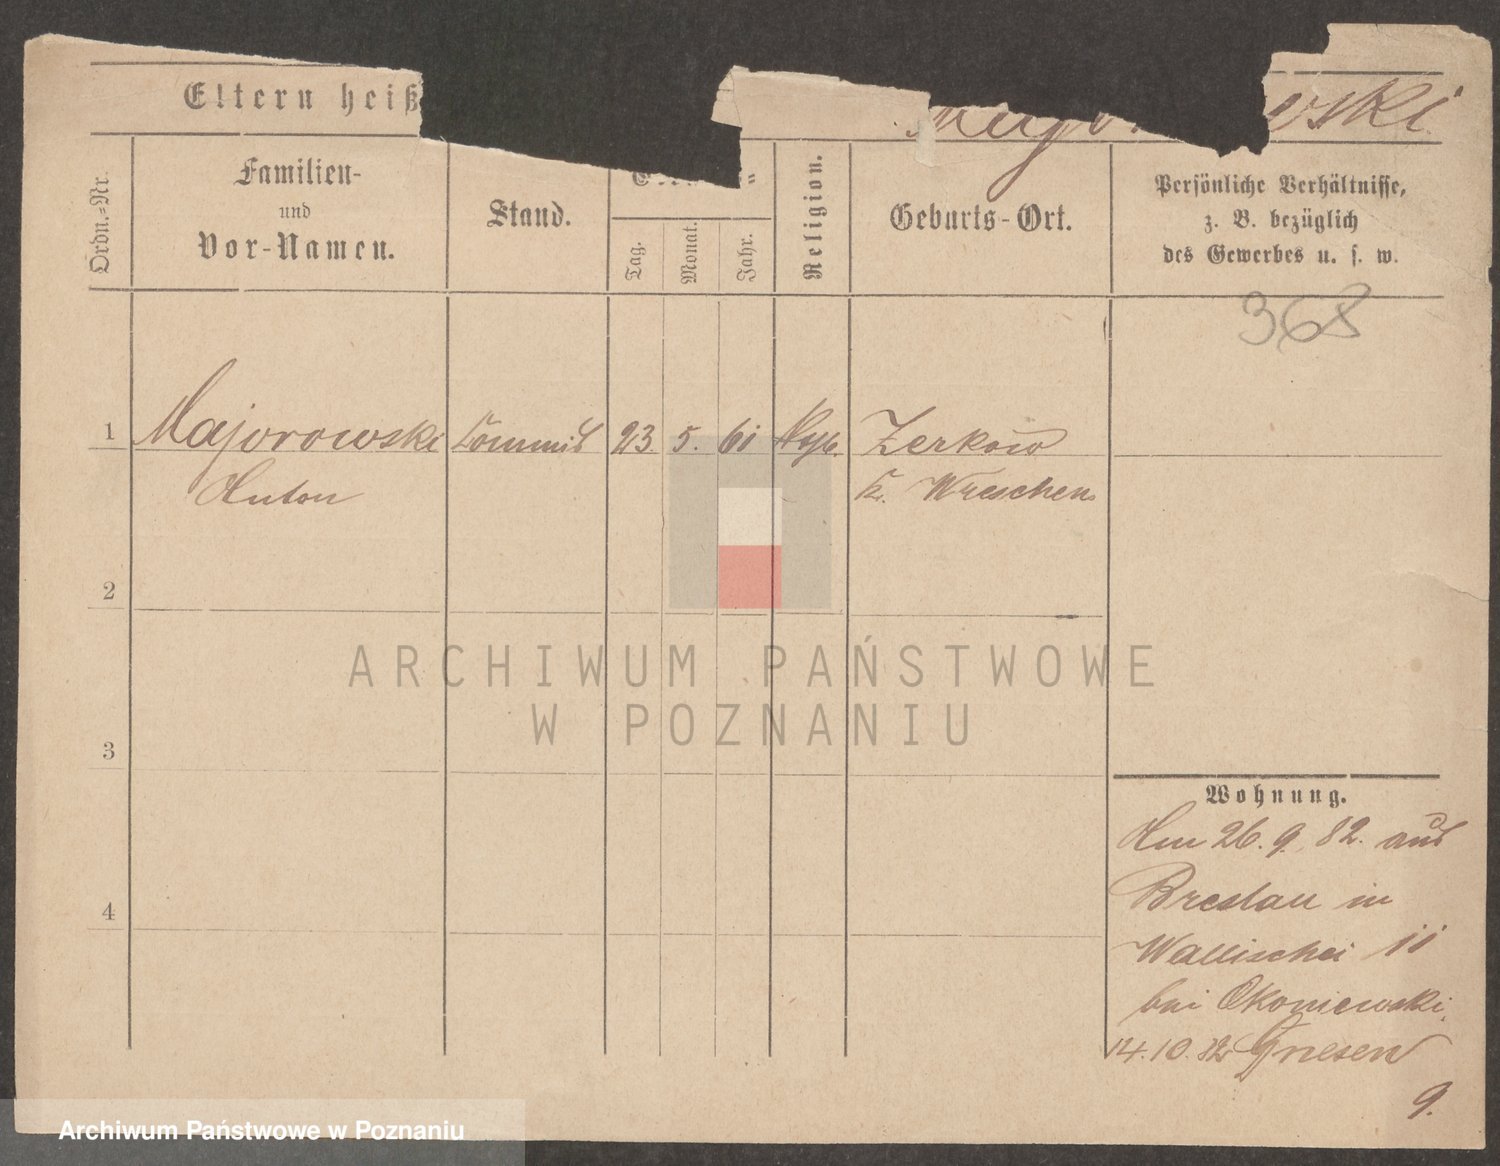 Eltern heiß
Ordn.-Nr.
Familien-
und
Vor-Namen.
Stand.
Tag.
Monat.
Jahr.
Religion.
Geburts-Ort.
Persönliche Verhältnisse,
z. B. bezüglich
des Gewerbes u. s. w.
368
1 Majorowski Commis 23. 5. 61 Zerkow
Anton Kr. Wreschen
2
3
4
Wohnung.
Am 26. 9. 82. aus
Breslau in
Wallischei 11
bei Okoniewski.
14. 10. 82 Gnesen
9.
ARCHIWUM PAŃSTWOWE
W POZNANIU
Archiwum Państwowe w Poznaniu